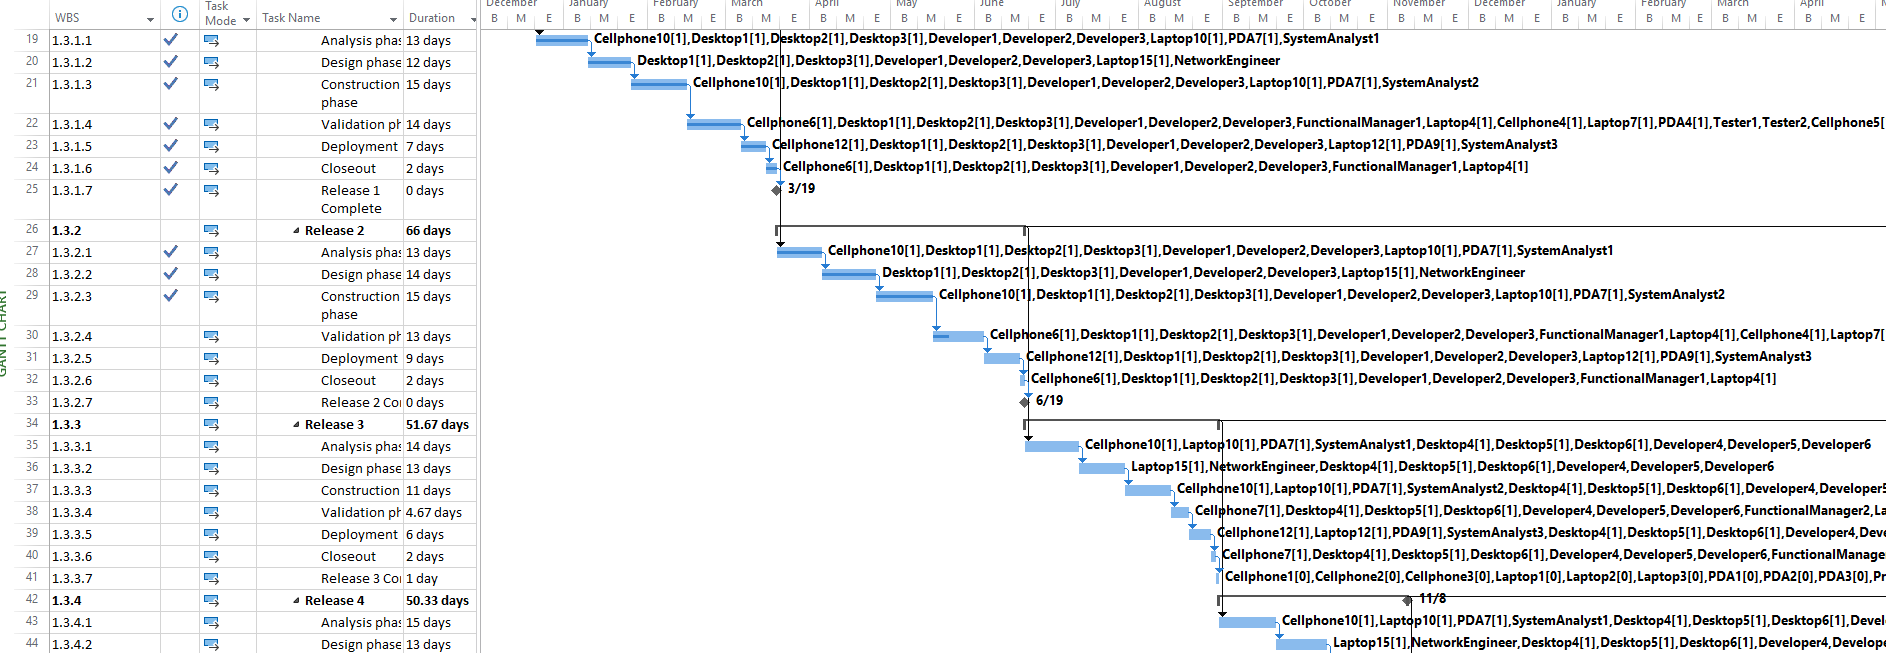 December January February March April May June July August September October November December January February March April
WBS Task Mode Task Name Duration
B M E B M E B M E B M E B M E B M E B M E B M E B M E B M E B M E B M E B M E B M E B M E B M E B M E
19 1.3.1.1 Analysis phas 13 days Cellphone10[1],Desktop1[1],Desktop2[1],Desktop3[1],Developer1,Developer2,Developer3,Laptop10[1],PDA7[1],SystemAnalyst1
20 1.3.1.2 Design phase 12 days Desktop1[1],Desktop2[1],Desktop3[1],Developer1,Developer2,Developer3,Laptop15[1],NetworkEngineer
21 1.3.1.3 Construction phase 15 days Cellphone10[1],Desktop1[1],Desktop2[1],Desktop3[1],Developer1,Developer2,Developer3,Laptop10[1],PDA7[1],SystemAnalyst2
22 1.3.1.4 Validation ph 14 days Cellphone6[1],Desktop1[1],Desktop2[1],Desktop3[1],Developer1,Developer2,Developer3,FunctionalManager1,Laptop4[1],Cellphone4[1],Laptop7[1],PDA4[1],Tester1,Tester2,Cellphone5[
23 1.3.1.5 Deployment 7 days Cellphone12[1],Desktop1[1],Desktop2[1],Desktop3[1],Developer1,Developer2,Developer3,Laptop12[1],PDA9[1],SystemAnalyst3
24 1.3.1.6 Closeout 2 days Cellphone6[1],Desktop1[1],Desktop2[1],Desktop3[1],Developer1,Developer2,Developer3,FunctionalManager1,Laptop4[1]
25 1.3.1.7 Release 1 Complete 0 days 3/19
26 1.3.2 Release 2 66 days
27 1.3.2.1 Analysis phas 13 days Cellphone10[1],Desktop1[1],Desktop2[1],Desktop3[1],Developer1,Developer2,Developer3,Laptop10[1],PDA7[1],SystemAnalyst1
28 1.3.2.2 Design phase 14 days Desktop1[1],Desktop2[1],Desktop3[1],Developer1,Developer2,Developer3,Laptop15[1],NetworkEngineer
29 1.3.2.3 Construction phase 15 days Cellphone10[1],Desktop1[1],Desktop2[1],Desktop3[1],Developer1,Developer2,Developer3,Laptop10[1],PDA7[1],SystemAnalyst2
30 1.3.2.4 Validation ph 13 days Cellphone6[1],Desktop1[1],Desktop2[1],Desktop3[1],Developer1,Developer2,Developer3,FunctionalManager1,Laptop4[1],Cellphone4[1],Laptop7[
31 1.3.2.5 Deployment 9 days Cellphone12[1],Desktop1[1],Desktop2[1],Desktop3[1],Developer1,Developer2,Developer3,Laptop12[1],PDA9[1],SystemAnalyst3
32 1.3.2.6 Closeout 2 days Cellphone6[1],Desktop1[1],Desktop2[1],Desktop3[1],Developer1,Developer2,Developer3,FunctionalManager1,Laptop4[1]
33 1.3.2.7 Release 2 Co 0 days 6/19
34 1.3.3 Release 3 51.67 days
35 1.3.3.1 Analysis phas 14 days Cellphone10[1],Laptop10[1],PDA7[1],SystemAnalyst1,Desktop4[1],Desktop5[1],Desktop6[1],Developer4,Developer5,Developer6
36 1.3.3.2 Design phase 13 days Laptop15[1],NetworkEngineer,Desktop4[1],Desktop5[1],Desktop6[1],Developer4,Developer5,Developer6
37 1.3.3.3 Construction 11 days Cellphone10[1],Laptop10[1],PDA7[1],SystemAnalyst2,Desktop4[1],Desktop5[1],Desktop6[1],Developer4,Developer5
38 1.3.3.4 Validation ph 4.67 days Cellphone7[1],Desktop4[1],Desktop5[1],Desktop6[1],Developer4,Developer5,Developer6,FunctionalManager2,La
39 1.3.3.5 Deployment 6 days Cellphone12[1],Laptop12[1],PDA9[1],SystemAnalyst3,Desktop4[1],Desktop5[1],Desktop6[1],Developer4,Deve
40 1.3.3.6 Closeout 2 days Cellphone7[1],Desktop4[1],Desktop5[1],Desktop6[1],Developer4,Developer5,Developer6,FunctionalManage
41 1.3.3.7 Release 3 Co 1 day Cellphone1[0],Cellphone2[0],Cellphone3[0],Laptop1[0],Laptop2[0],Laptop3[0],PDA1[0],PDA2[0],PDA3[0],Pr
42 1.3.4 Release 4 50.33 days 11/8
43 1.3.4.1 Analysis phas 15 days Cellphone10[1],Laptop10[1],PDA7[1],SystemAnalyst1,Desktop4[1],Desktop5[1],Desktop6[1],Devel
44 1.3.4.2 Design phase 13 days Laptop15[1],NetworkEngineer,Desktop4[1],Desktop5[1],Desktop6[1],Developer4,Develope
GANTT CHART